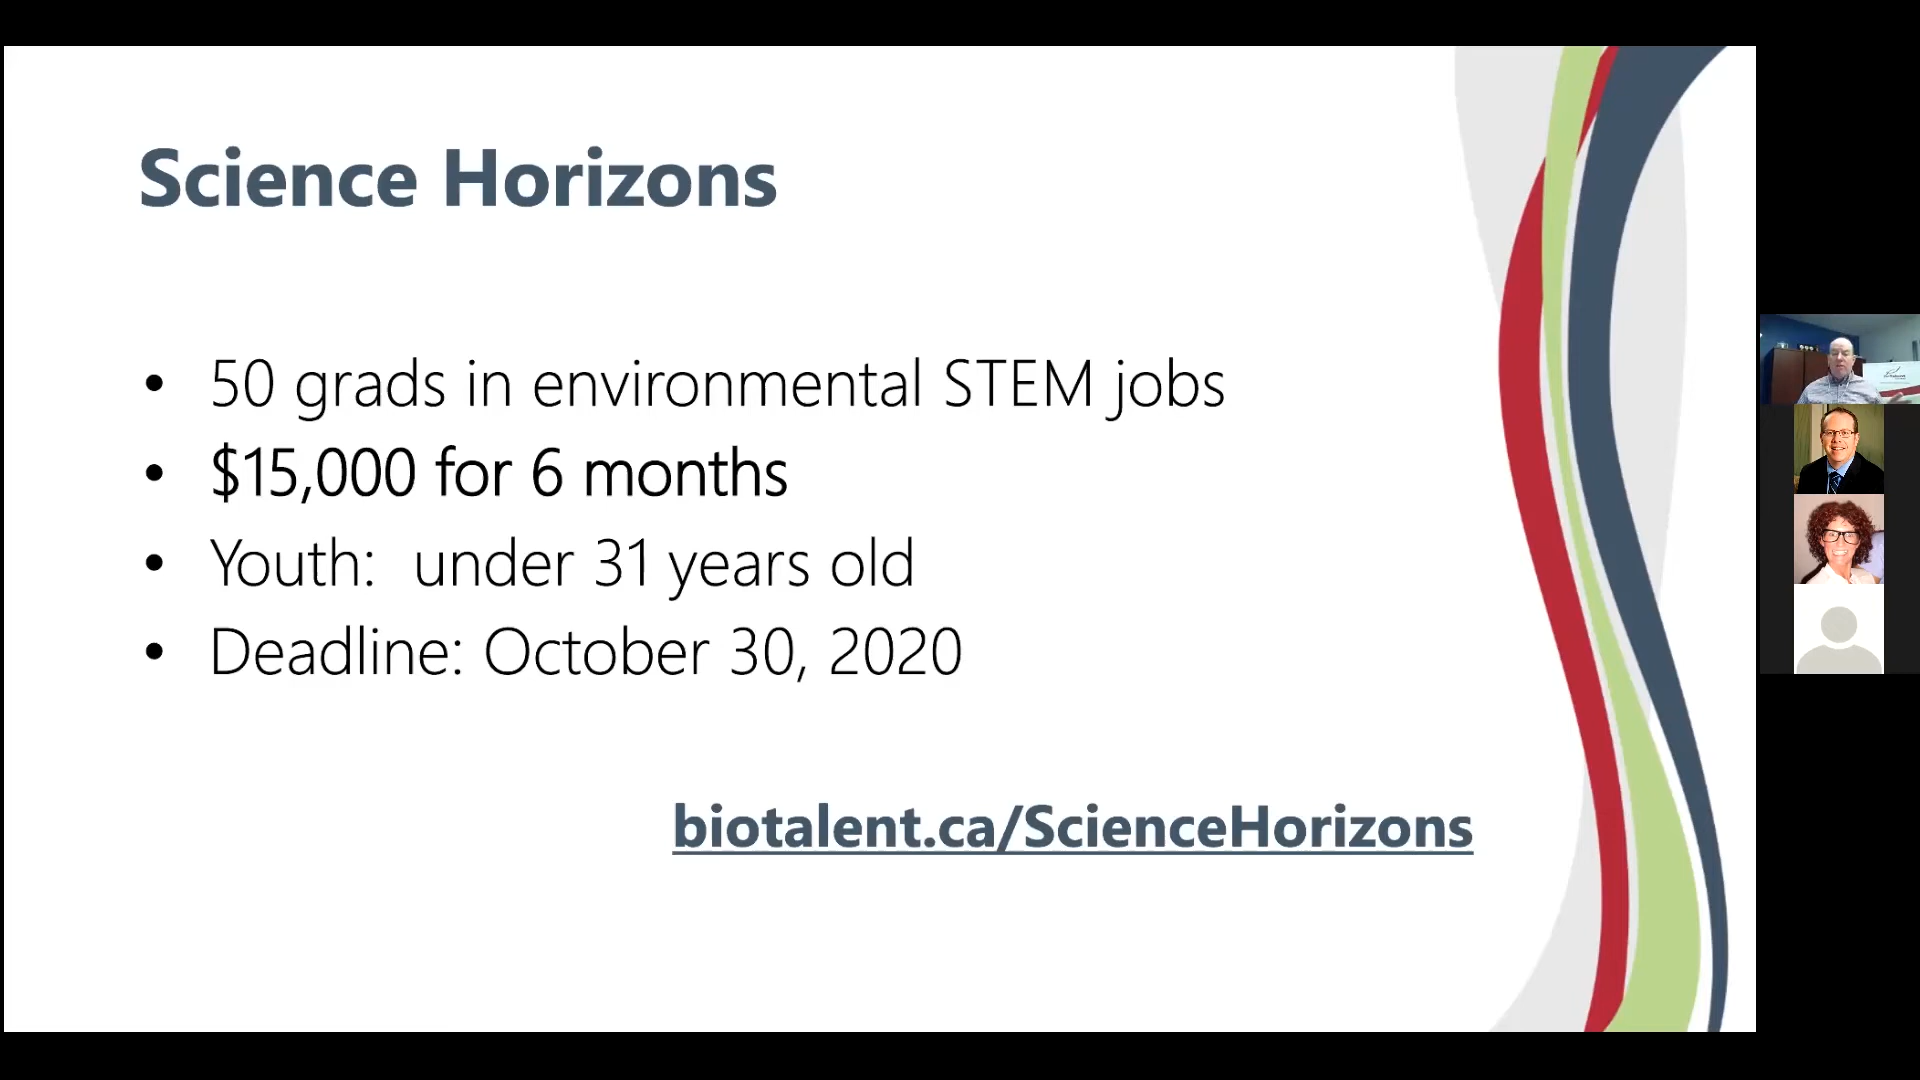 Science Horizons
• 50 grads in environmental STEM jobs
• $15,000 for 6 months
• Youth:  under 31 years old
• Deadline: October 30, 2020
biotalent.ca/ScienceHorizons